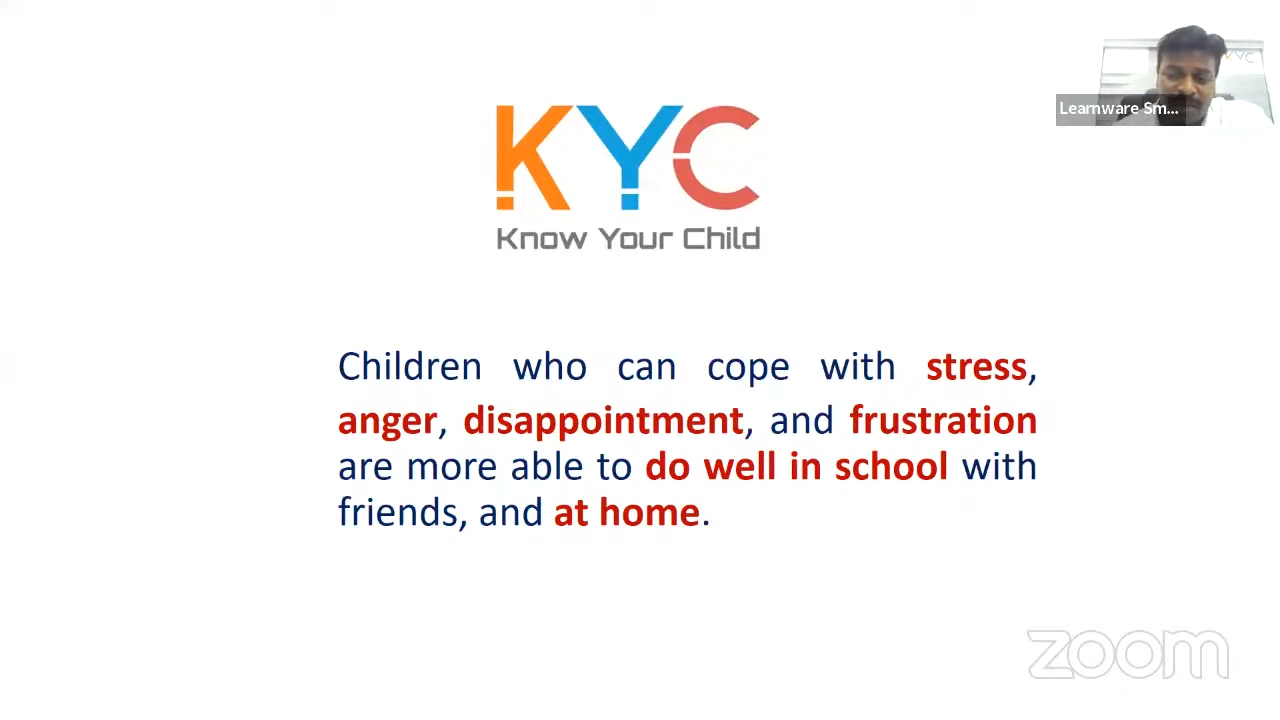 KYC
Know Your Child
KYC
Learnware Sm...
Children who can cope with stress,
anger, disappointment, and frustration
are more able to do well in school with
friends, and at home.
zoom